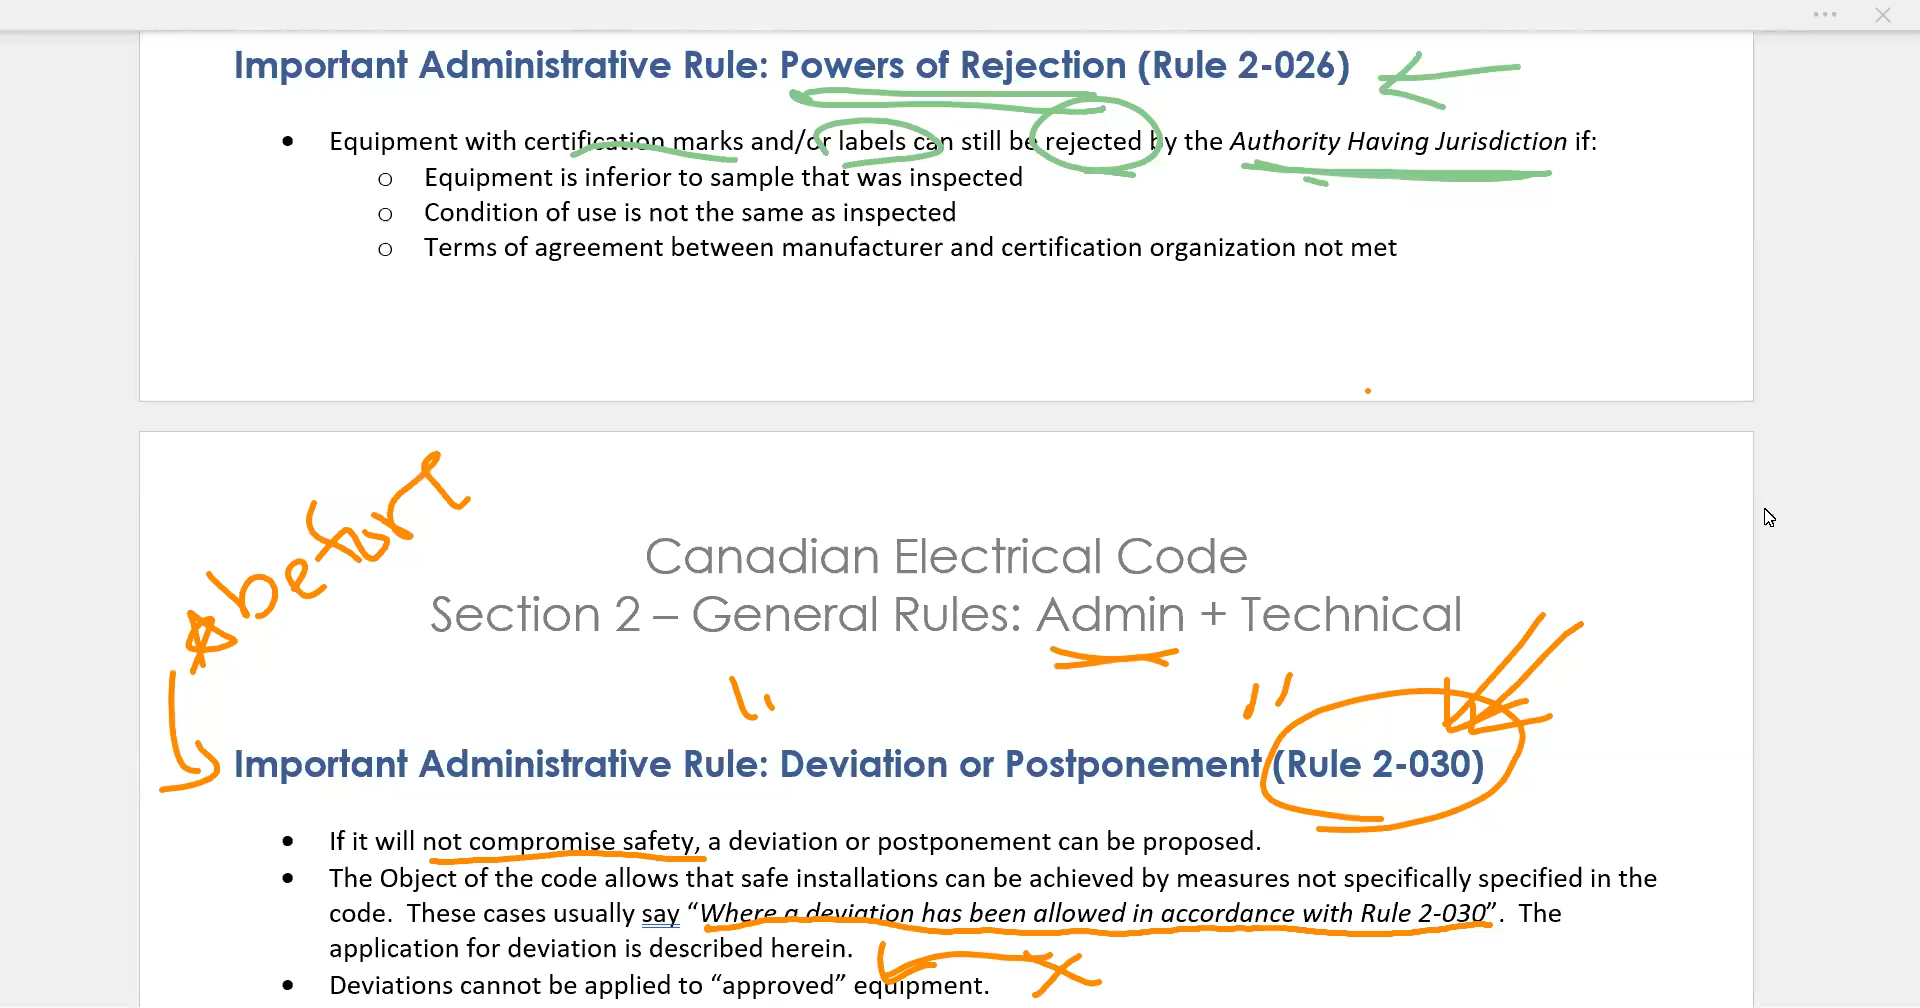 Important Administrative Rule: Powers of Rejection (Rule 2-026)
• Equipment with certification marks and/or labels can still be rejected by the Authority Having Jurisdiction if:
o Equipment is inferior to sample that was inspected
o Condition of use is not the same as inspected
o Terms of agreement between manufacturer and certification organization not met
before
Canadian Electrical Code
Section 2 – General Rules: Admin + Technical
Important Administrative Rule: Deviation or Postponement (Rule 2-030)
• If it will not compromise safety, a deviation or postponement can be proposed.
• The Object of the code allows that safe installations can be achieved by measures not specifically specified in the
code. These cases usually say “Where a deviation has been allowed in accordance with Rule 2-030”. The
application for deviation is described herein.
• Deviations cannot be applied to “approved” equipment.